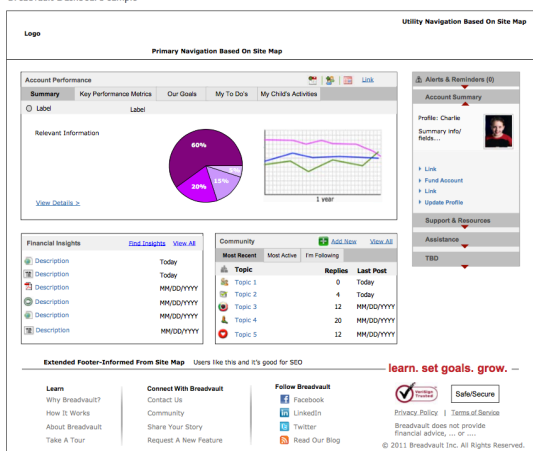 Utility Navigation Based On Site Map
Logo
Primary Navigation Based On Site Map
Account Performance
Link
Summary
Key Performance Metrics
Our Goals
My To Do's
My Child's Activities
Label
Label
Relevant Information
60%
5%
15%
20%
1 year
View Details >
Alerts & Reminders (0)
Account Summary
Profile: Charlie
Summary info/
fields...
Link
Fund Account
Link
Update Profile
Support & Resources
Assistance
TBD
Financial Insights
Find Insights
View All
Description Today
Description Today
Description MM/DD/YYYY
Description MM/DD/YYYY
Description MM/DD/YYYY
Description MM/DD/YYYY
Community
Add New
View All
Most Recent
Most Active
I'm Following
Topic Replies Last Post
Topic 1 0 Today
Topic 2 4 Today
Topic 3 12 MM/DD/YYYY
Topic 4 20 MM/DD/YYYY
Topic 5 12 MM/DD/YYYY
Extended Footer-Informed From Site Map Users like this and it's good for SEO
learn. set goals. grow.
Learn
Why Breadvault?
How It Works
About Breadvault
Take A Tour
Connect With Breadvault
Contact Us
Community
Share Your Story
Request A New Feature
Follow Breadvault
Facebook
LinkedIn
Twitter
Read Our Blog
VeriSign
Trusted
Safe/Secure
Privacy Policy | Terms of Service
Breadvault does not provide
financial advice, ... or ....
© 2011 Breadvault Inc. All Rights Reserved.